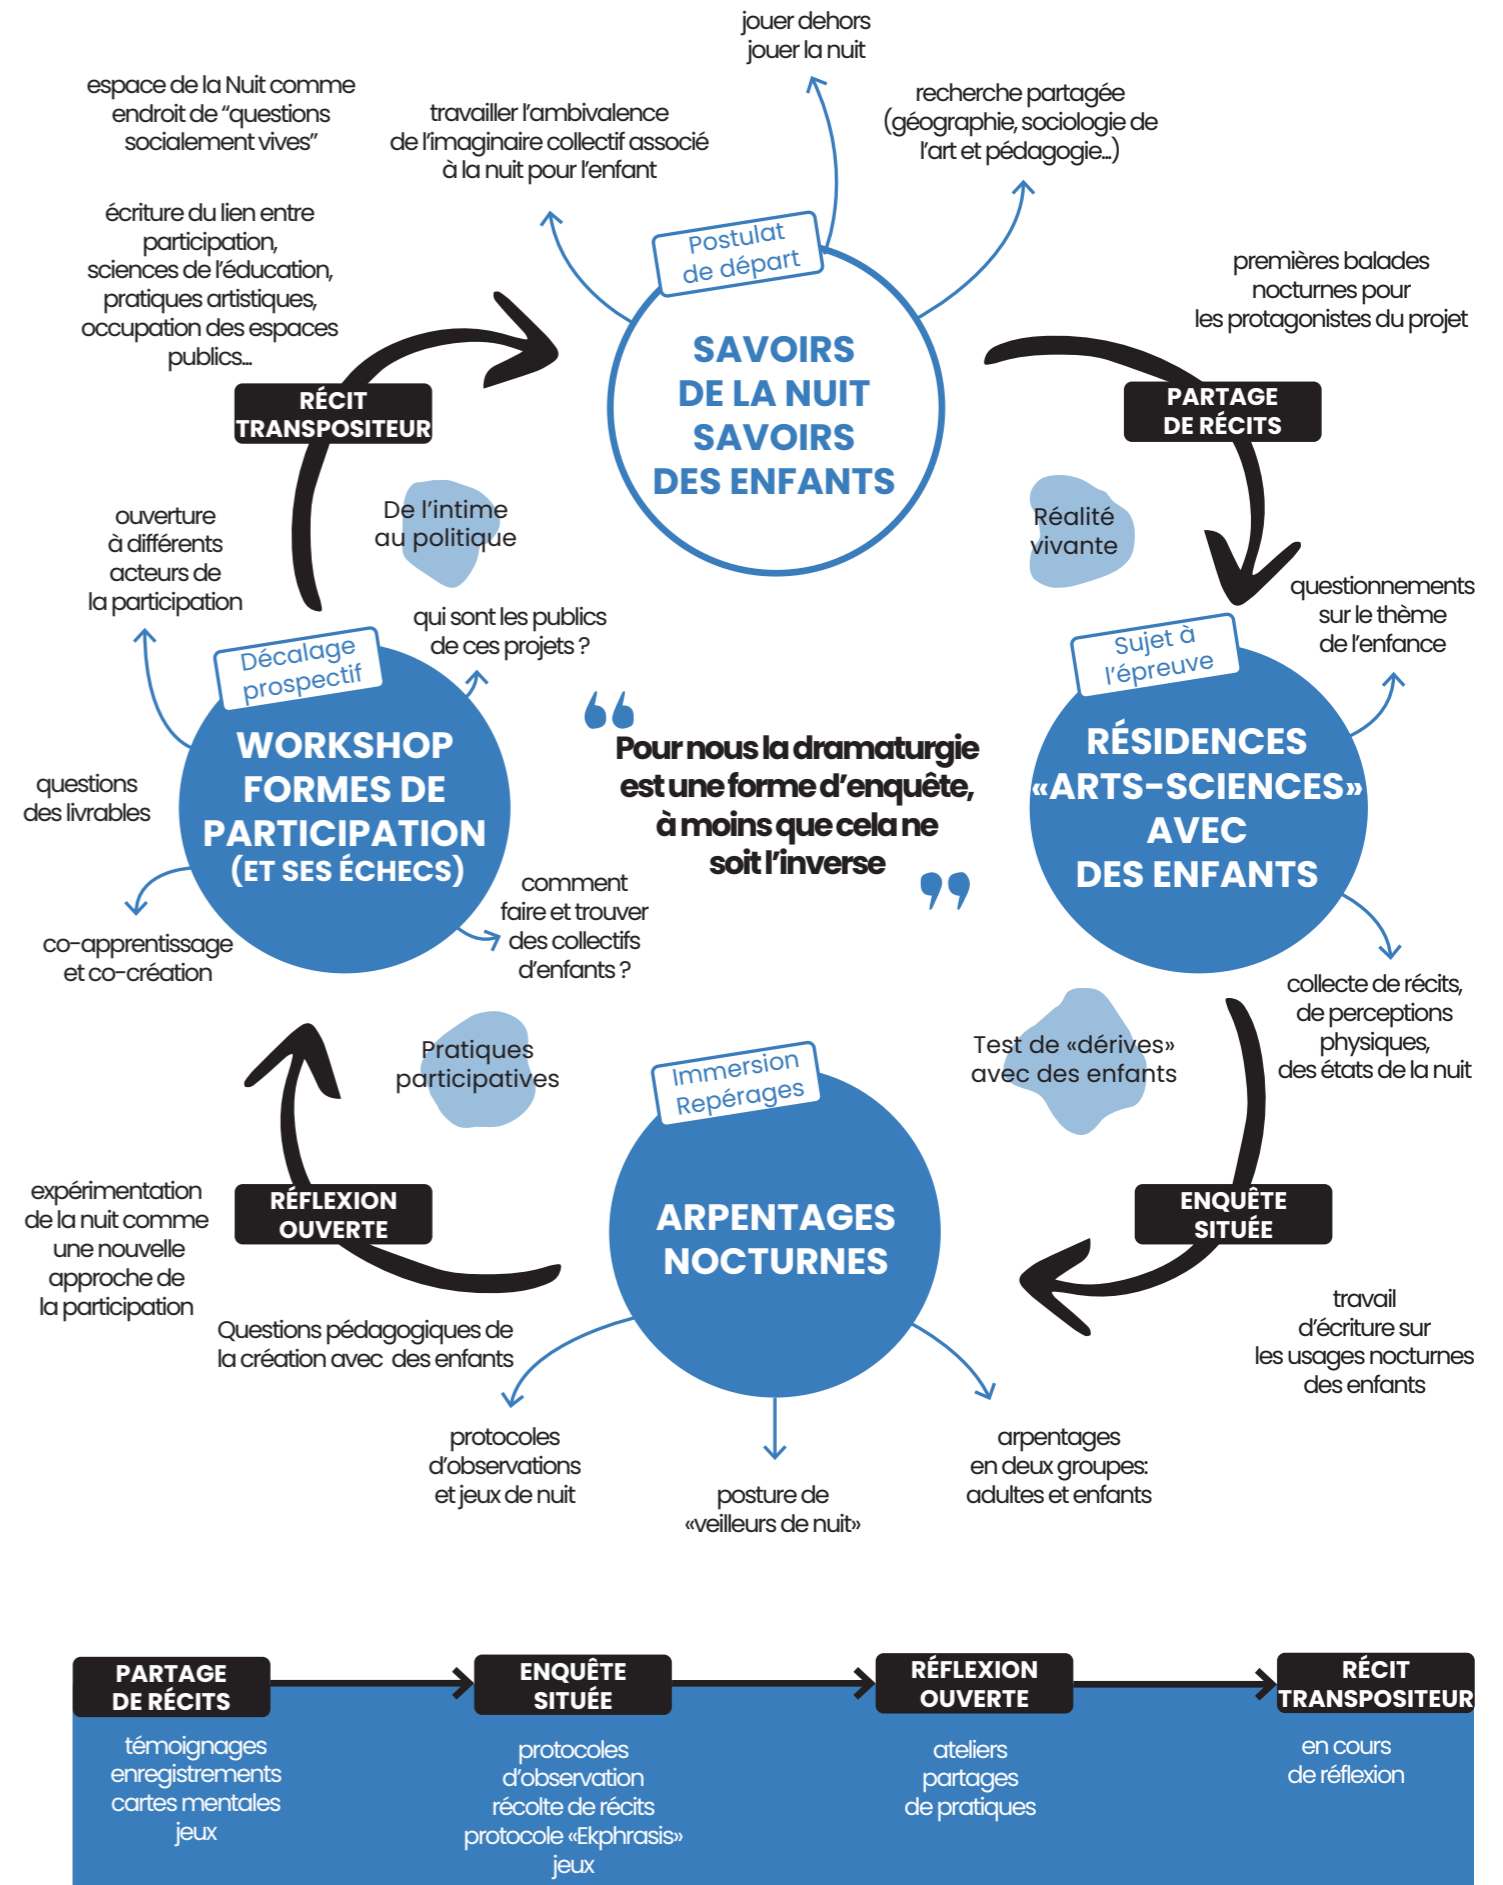 jouer dehors
jouer la nuit
espace de la Nuit comme
endroit de “questions
socialement vives”
travailler l’ambivalence
de l’imaginaire collectif associé
à la nuit pour l’enfant
recherche partagée
(géographie, sociologie de
l’art et pédagogie...)
écriture du lien entre
participation,
sciences de l’éducation,
pratiques artistiques,
occupation des espaces
publics...
Postulat
de départ
SAVOIRS
DE LA NUIT
SAVOIRS
DES ENFANTS
premières balades
nocturnes pour
les protagonistes du projet
RÉCIT
TRANSPOSITEUR
PARTAGE
DE RÉCITS
De l’intime
au politique
Réalité
vivante
ouverture
à différents
acteurs de
la participation
qui sont les publics
de ces projets ?
questionnements
sur le thème
de l’enfance
Décalage
prospectif
WORKSHOP
FORMES DE
PARTICIPATION
(ET SES ÉCHECS)
Sujet à
l’épreuve
RÉSIDENCES
«ARTS-SCIENCES»
AVEC
DES ENFANTS
“
Pour nous la dramaturgie
est une forme d’enquête,
à moins que cela ne
soit l’inverse
”
questions
des livrables
co-apprentissage
et co-création
comment
faire et trouver
des collectifs
d’enfants ?
collecte de récits,
de perceptions
physiques,
des états de la nuit
Pratiques
participatives
Test de «dérives»
avec des enfants
Immersion
Repérages
ARPENTAGES
NOCTURNES
RÉFLEXION
OUVERTE
ENQUÊTE
SITUÉE
expérimentation
de la nuit comme
une nouvelle
approche de
la participation
Questions pédagogiques de
la création avec des enfants
travail
d’écriture sur
les usages nocturnes
des enfants
protocoles
d’observations
et jeux de nuit
posture de
«veilleurs de nuit»
arpentages
en deux groupes:
adultes et enfants
PARTAGE
DE RÉCITS
témoignages
enregistrements
cartes mentales
jeux
ENQUÊTE
SITUÉE
protocoles
d’observation
récolte de récits
protocole «Ekphrasis»
jeux
RÉFLEXION
OUVERTE
ateliers
partages
de pratiques
RÉCIT
TRANSPOSITEUR
en cours
de réflexion